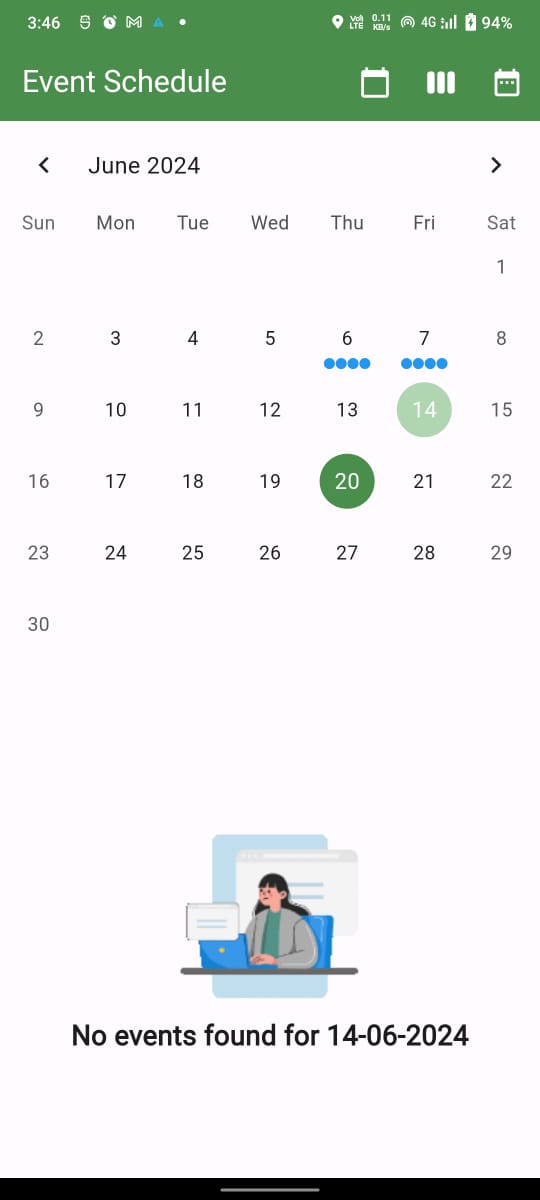 3:46 Vo) LTE 0.11 KB/s 4G 94%
Event Schedule
June 2024
Sun Mon Tue Wed Thu Fri Sat
1
2 3 4 5 6 7 8
9 10 11 12 13 14 15
16 17 18 19 20 21 22
23 24 25 26 27 28 29
30
No events found for 14-06-2024